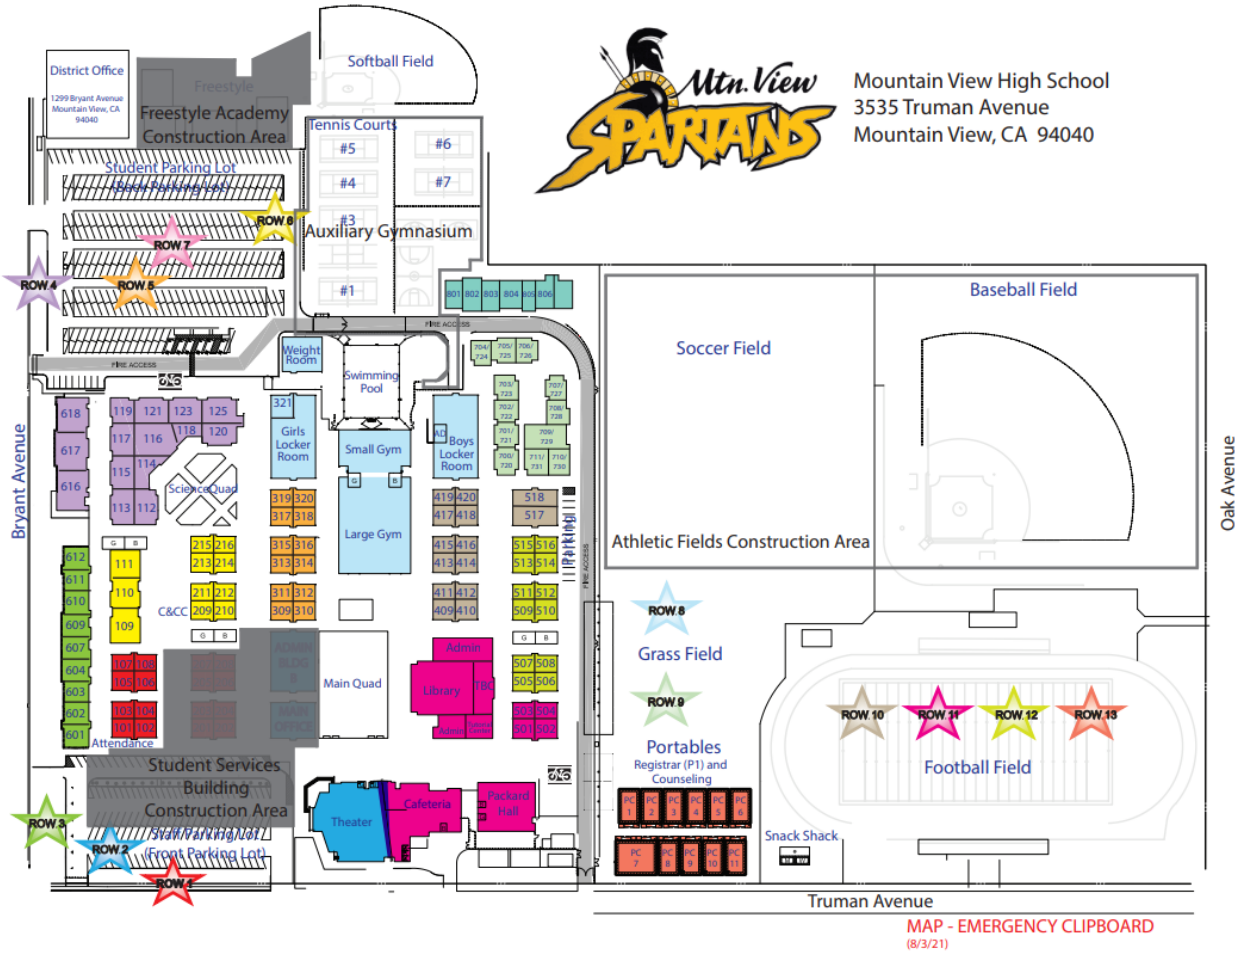 District Office
1299 Bryant Avenue
Mountain View, CA
94040
Freestyle
Freestyle Academy
Construction Area
Softball Field
Mtn. View
SPARTANS
Mountain View High School
3535 Truman Avenue
Mountain View, CA 94040
Tennis Courts
#5
#6
#4
#7
#3
#1
Student Parking Lot
(Back Parking Lot)
ROW 6
ROW 7
ROW 4
ROW 5
Auxiliary Gymnasium
801 802 803 804 805 806
FIRE ACCESS
FIRE ACCESS
Weight
Room
Swimming
Pool
704/
724
705/
725
706/
726
703/
723
707/
727
702/
722
708/
728
701/
721
709/
729
700/
720
711/
731
710/
730
Baseball Field
Soccer Field
Athletic Fields Construction Area
Oak Avenue
Bryant Avenue
618
617
616
119 121 123 125
117 116 118 120
115 114
113 112
Science Quad
321
Girls
Locker
Room
Small Gym
G B
Large Gym
AD
Boys
Locker
Room
319 320
317 318
419 420
417 418
518
517
Parking
FIRE ACCESS
G B
215 216
213 214
315 316
313 314
415 416
413 414
515 516
513 514
111
110
109
C&CC
211 212
209 210
311 312
309 310
411 412
409 410
511 512
509 510
G B
G B
612
611
610
609
607
604
603
602
601
107 108
105 106
103 104
101 102
Attendance
ADMIN
BLDG
MAIN
OFFICE
Main Quad
Admin
Library
Admin
507 508
505 506
503 504
501 502
ROW 8
Grass Field
ROW 9
Portables
Registrar (P1) and
Counseling
PC
1
PC
2
PC
3
PC
4
PC
5
PC
6
PC
7
PC
8
PC
9
PC
10
PC
11
ROW 10
ROW 11
ROW 12
ROW 13
Football Field
Snack Shack
Student Services
Building
Construction Area
Staff Parking Lot
(Front Parking Lot)
ROW 3
ROW 2
ROW 1
Theater
Cafeteria
Packard
Hall
Truman Avenue
MAP - EMERGENCY CLIPBOARD
(8/3/21)